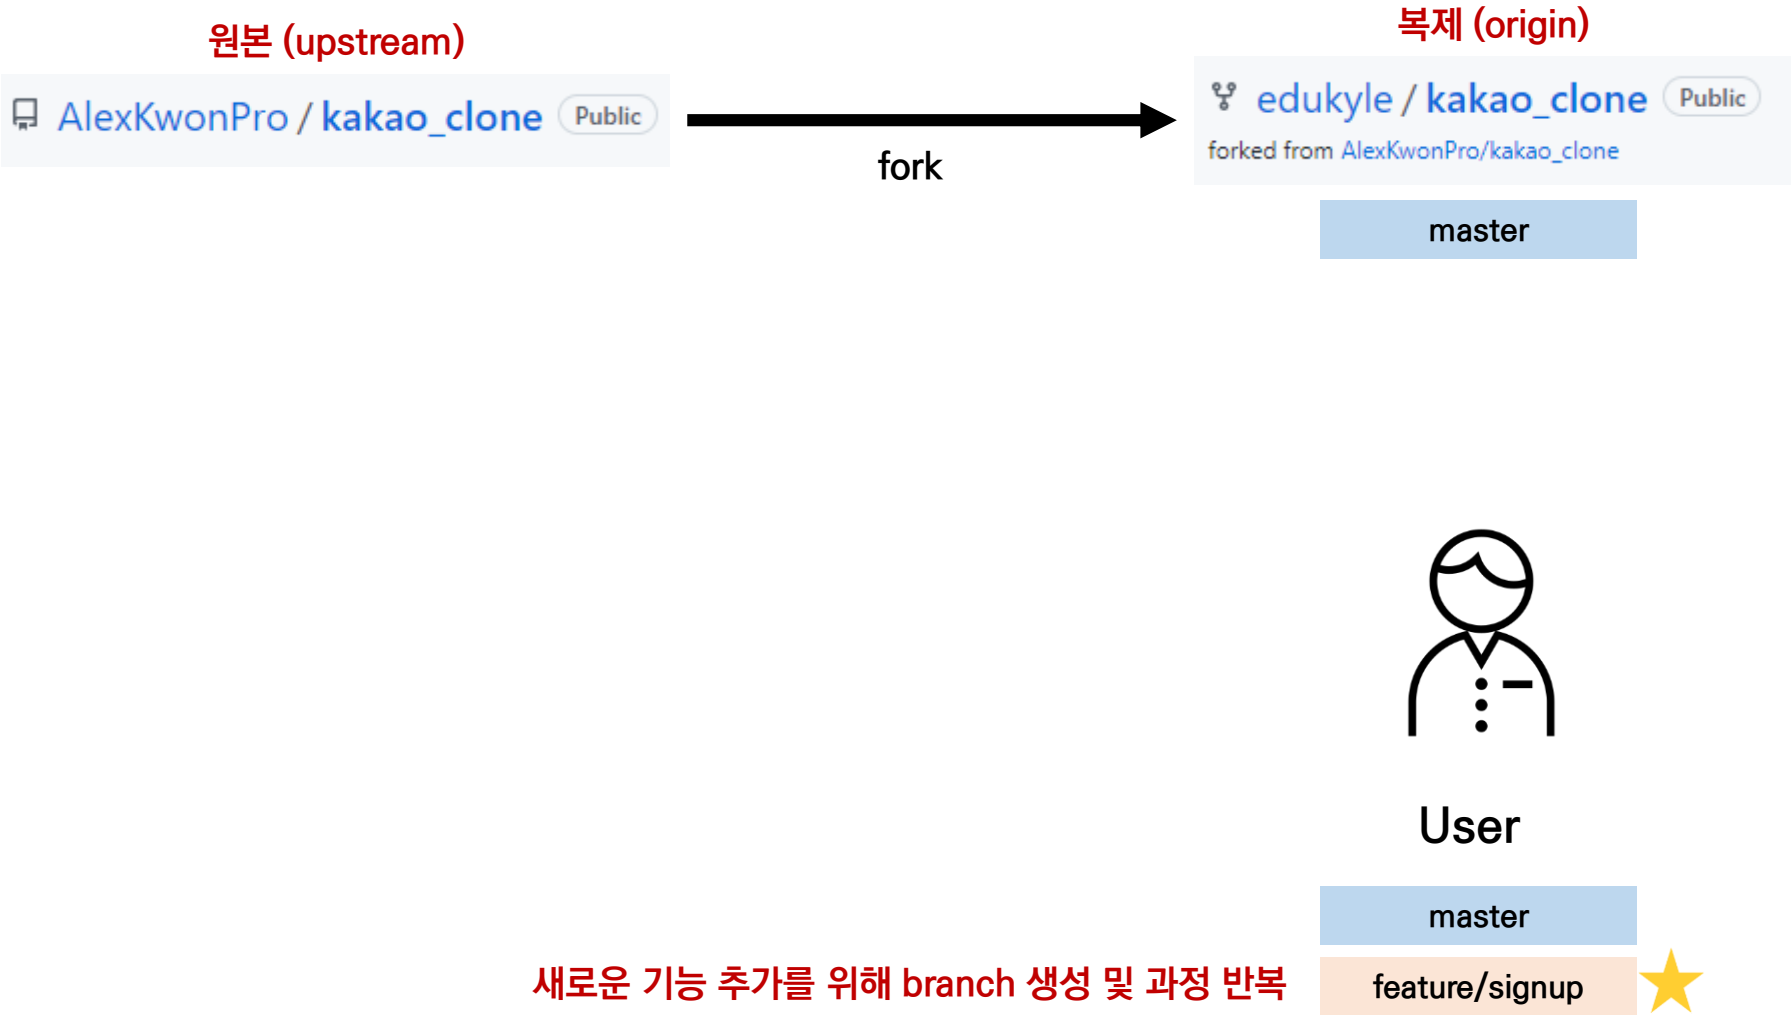 원본 (upstream)
AlexKwonPro / kakao_clone Public
fork
복제 (origin)
edukyle / kakao_clone Public
forked from AlexKwonPro/kakao_clone
master
User
master
새로운 기능 추가를 위해 branch 생성 및 과정 반복
feature/signup